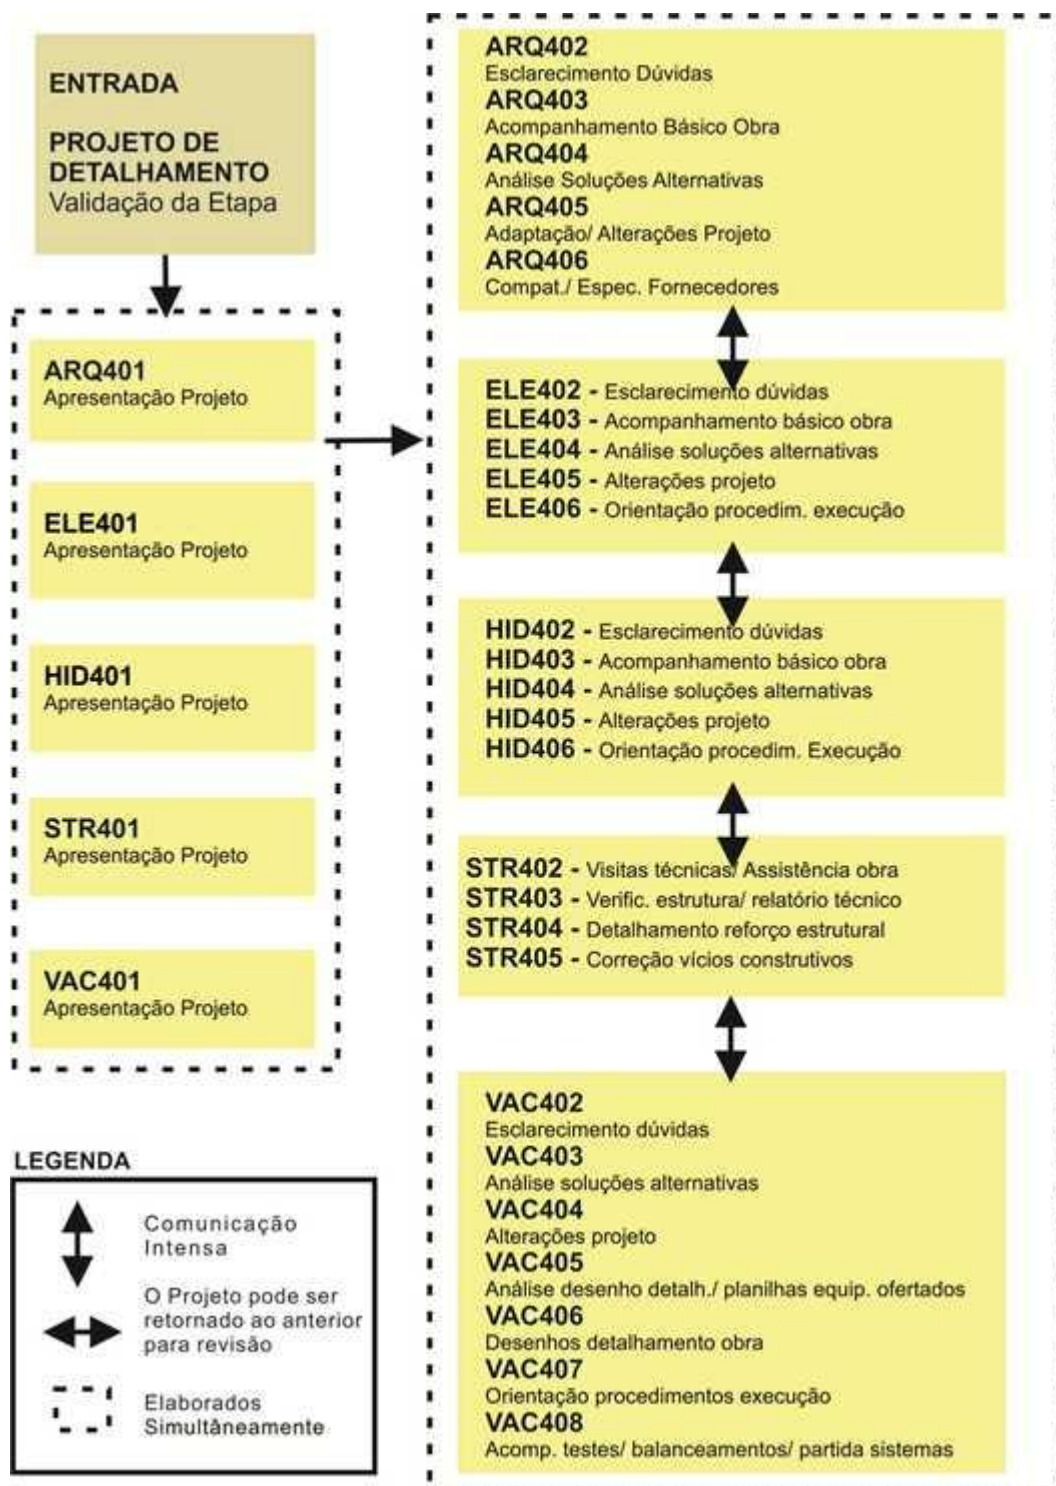 ENTRADA
PROJETO DE
DETALHAMENTO
Validação da Etapa
ARQ401
Apresentação Projeto
ELE401
Apresentação Projeto
HID401
Apresentação Projeto
STR401
Apresentação Projeto
VAC401
Apresentação Projeto
ARQ402
Esclarecimento Dúvidas
ARQ403
Acompanhamento Básico Obra
ARQ404
Análise Soluções Alternativas
ARQ405
Adaptação/ Alterações Projeto
ARQ406
Compat./ Espec. Fornecedores
ELE402 - Esclarecimento dúvidas
ELE403 - Acompanhamento básico obra
ELE404 - Análise soluções alternativas
ELE405 - Alterações projeto
ELE406 - Orientação procedim. execução
HID402 - Esclarecimento dúvidas
HID403 - Acompanhamento básico obra
HID404 - Análise soluções alternativas
HID405 - Alterações projeto
HID406 - Orientação procedim. Execução
STR402 - Visitas técnicas/ Assistência obra
STR403 - Verific. estrutura/ relatório técnico
STR404 - Detalhamento reforço estrutural
STR405 - Correção vícios construtivos
VAC402
Esclarecimento dúvidas
VAC403
Análise soluções alternativas
VAC404
Alterações projeto
VAC405
Análise desenho detalh./ planilhas equip. ofertados
VAC406
Desenhos detalhamento obra
VAC407
Orientação procedimentos execução
VAC408
Acomp. testes/ balanceamentos/ partida sistemas
LEGENDA
Comunicação
Intensa
O Projeto pode ser
retornado ao anterior
para revisão
Elaborados
Simultâneamente